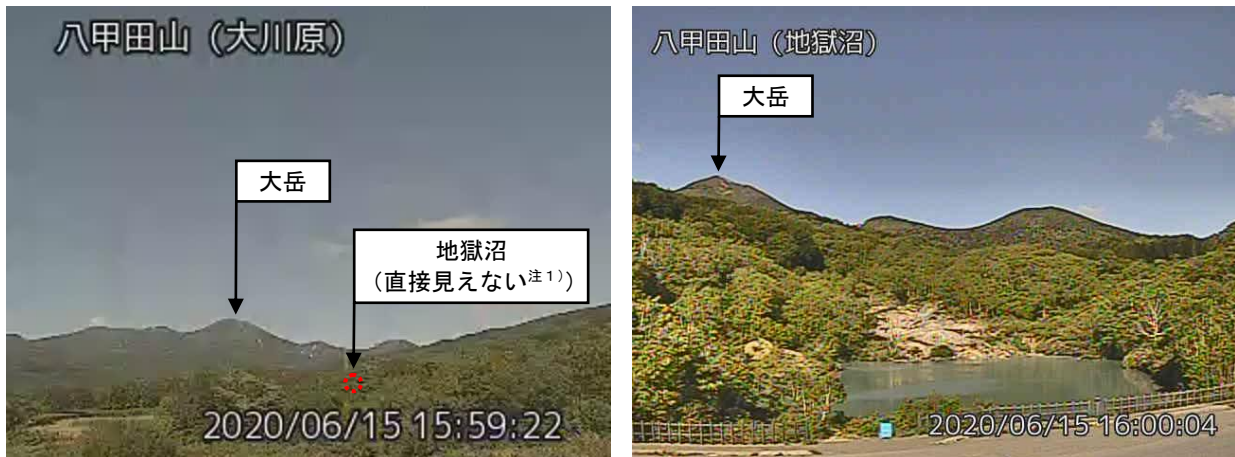 八甲田山（大川原）
大岳
地獄沼
（直接見えない注１））
2020/06/15 15:59:22
八甲田山（地獄沼）
大岳
2020/06/15 16:00:04